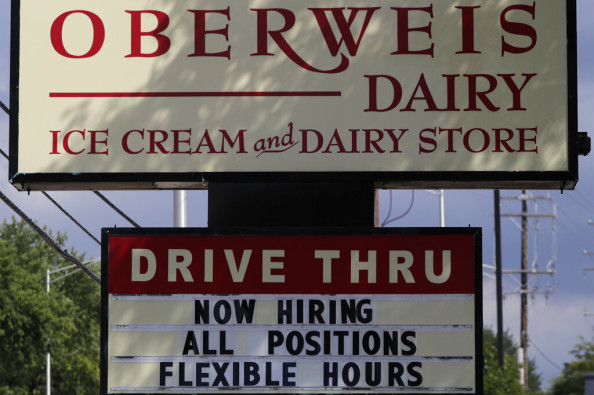 OBERWEIS
DAIRY
ICE CREAM and DAIRY STORE
DRIVE THRU
NOW HIRING
ALL POSITIONS
FLEXIBLE HOURS